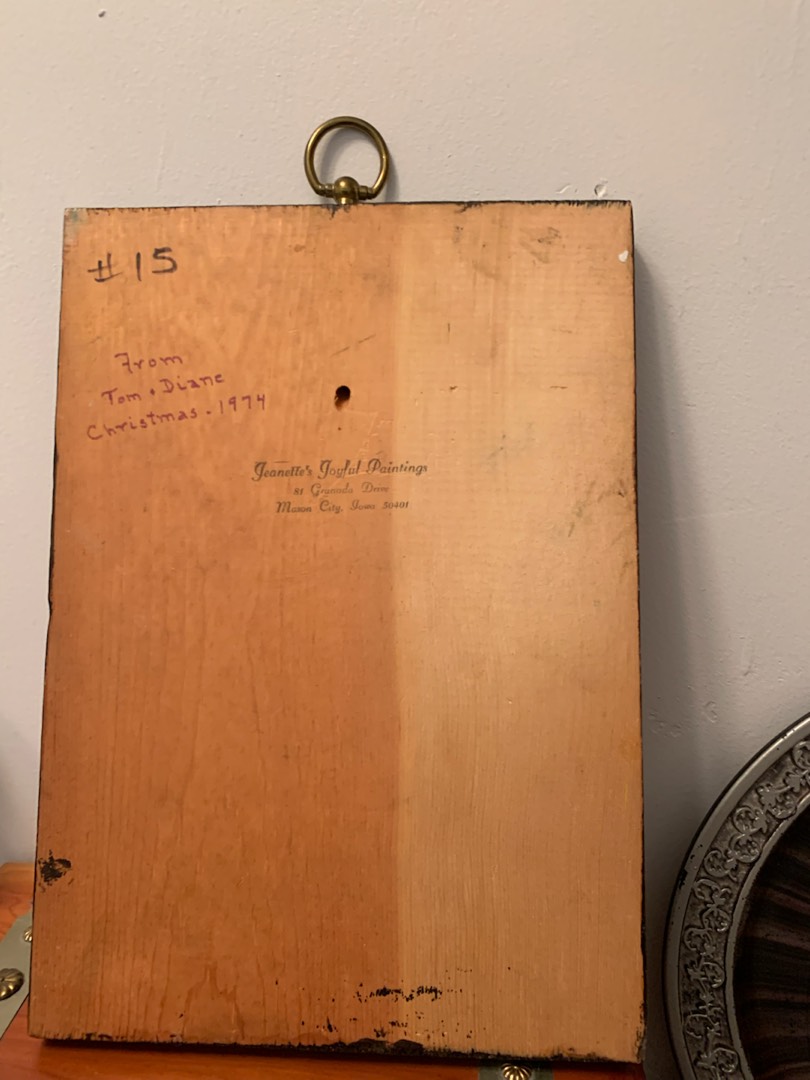 #15
From
Tom • Diane
Christmas • 1974
Jeanette's Joyful Paintings
81 Granada Drive
Mason City, Iowa 50401